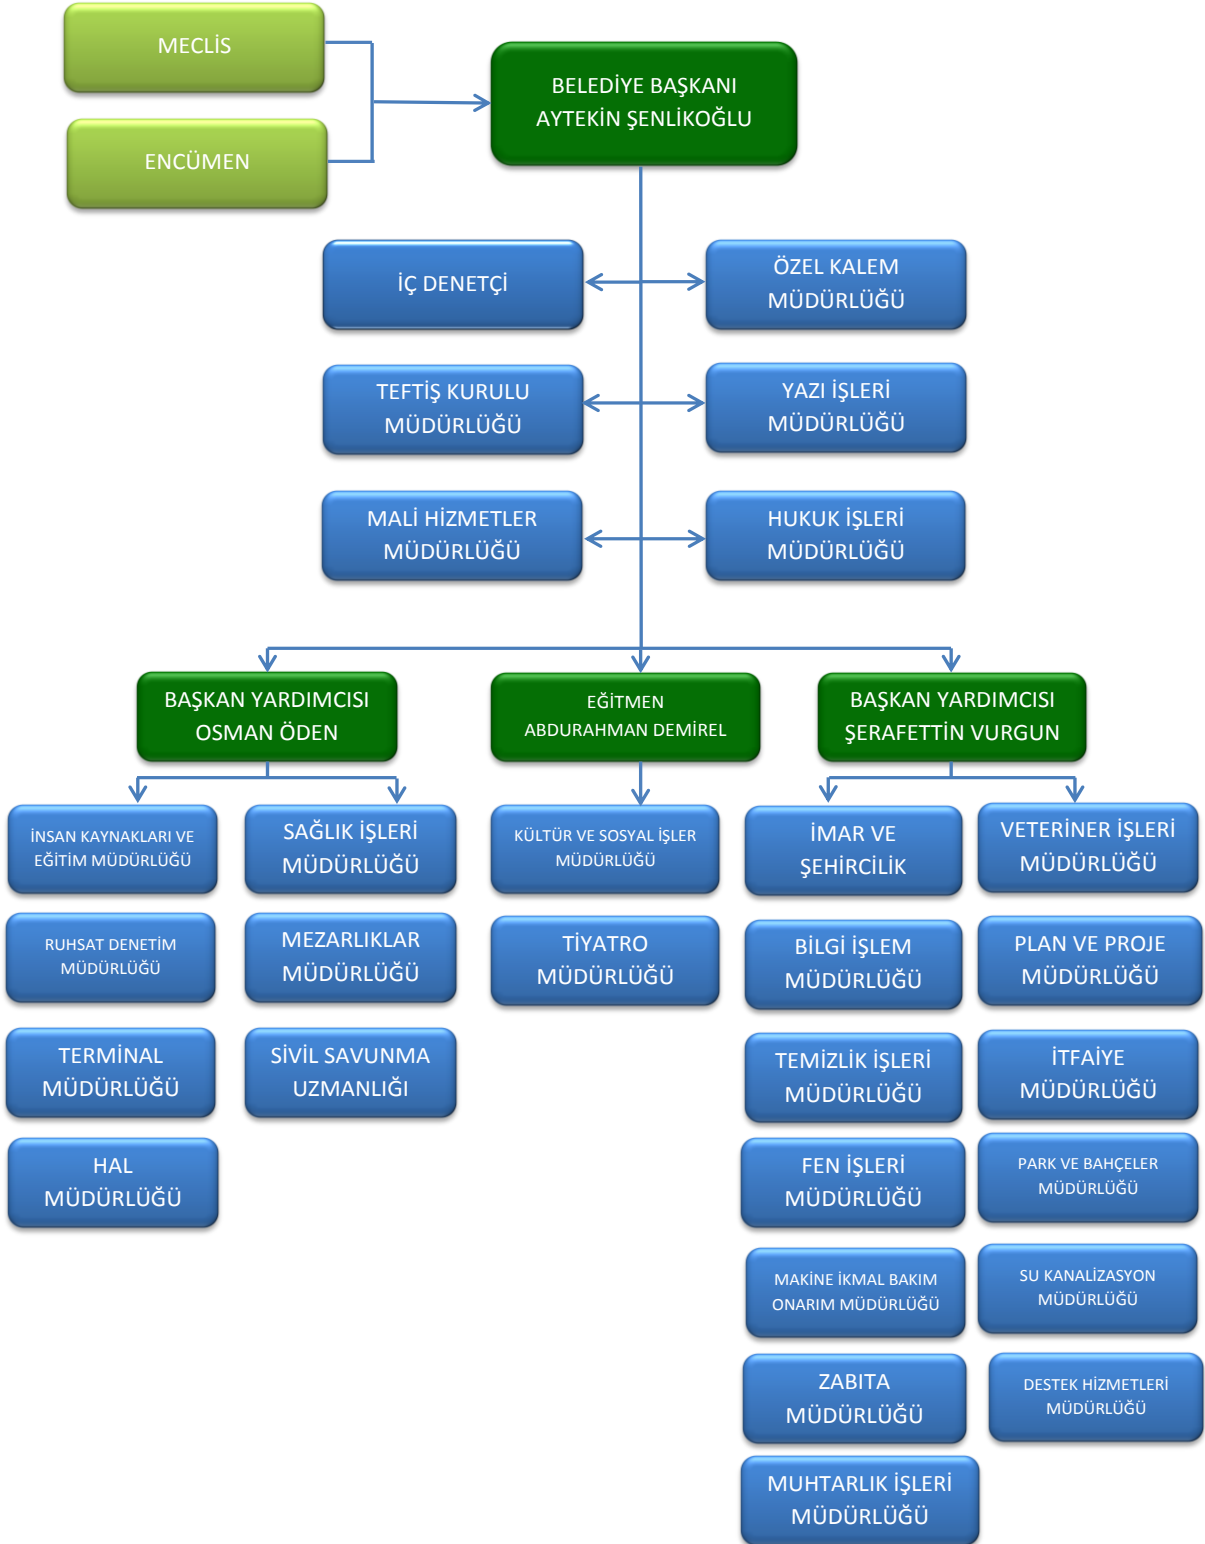 MECLİS
ENCÜMEN
BELEDİYE BAŞKANI
AYTEKİN ŞENLİKOĞLU
İÇ DENETÇİ
ÖZEL KALEM
MÜDÜRLÜĞÜ
TEFTİŞ KURULU
MÜDÜRLÜĞÜ
YAZI İŞLERİ
MÜDÜRLÜĞÜ
MALİ HİZMETLER
MÜDÜRLÜĞÜ
HUKUK İŞLERİ
MÜDÜRLÜĞÜ
BAŞKAN YARDIMCISI
OSMAN ÖDEN
EĞİTMEN
ABDURAHMAN DEMİREL
BAŞKAN YARDIMCISI
ŞERAFETTİN VURGUN
İNSAN KAYNAKLARI VE
EĞİTİM MÜDÜRLÜĞÜ
SAĞLIK İŞLERİ
MÜDÜRLÜĞÜ
KÜLTÜR VE SOSYAL İŞLER
MÜDÜRLÜĞÜ
İMAR VE
ŞEHİRCİLİK
VETERİNER İŞLERİ
MÜDÜRLÜĞÜ
RUHSAT DENETİM
MÜDÜRLÜĞÜ
MEZARLIKLAR
MÜDÜRLÜĞÜ
TİYATRO
MÜDÜRLÜĞÜ
BİLGİ İŞLEM
MÜDÜRLÜĞÜ
PLAN VE PROJE
MÜDÜRLÜĞÜ
TERMİNAL
MÜDÜRLÜĞÜ
SİVİL SAVUNMA
UZMANLIĞI
TEMİZLİK İŞLERİ
MÜDÜRLÜĞÜ
İTFAİYE
MÜDÜRLÜĞÜ
HAL
MÜDÜRLÜĞÜ
FEN İŞLERİ
MÜDÜRLÜĞÜ
PARK VE BAHÇELER
MÜDÜRLÜĞÜ
MAKİNE İKMAL BAKIM
ONARIM MÜDÜRLÜĞÜ
SU KANALİZASYON
MÜDÜRLÜĞÜ
ZABITA
MÜDÜRLÜĞÜ
DESTEK HİZMETLERİ
MÜDÜRLÜĞÜ
MUHTARLIK İŞLERİ
MÜDÜRLÜĞÜ